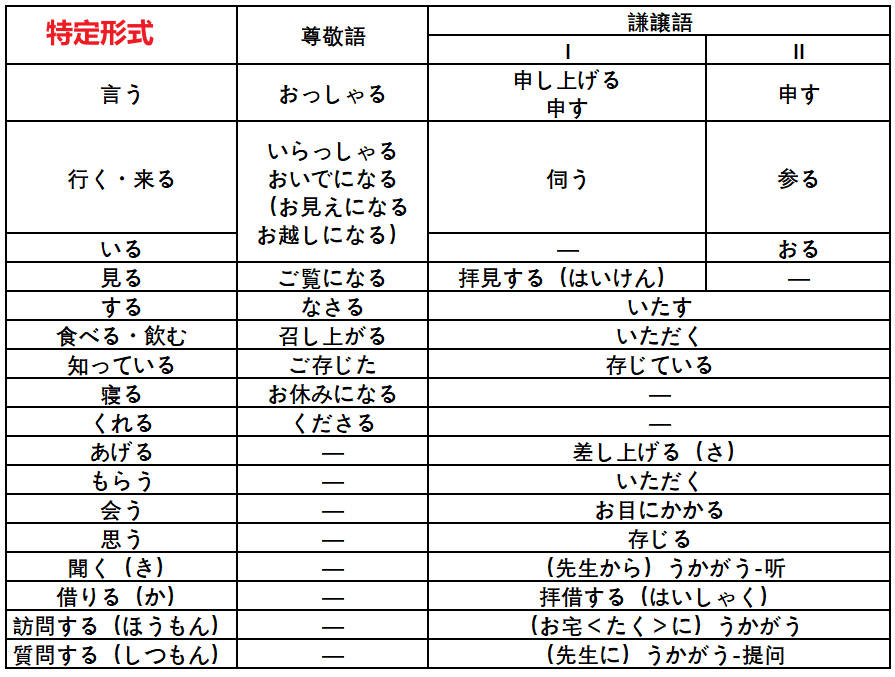 特定形式 尊敬語 謙譲語
I II
言う おっしゃる 申し上げる 申す
申す
行く・来る いらっしゃる 伺う 参る
おいでになる
(お見えになる
お越しになる)
いる — おる
見る ご覧になる 拝見する(はいけん) —
する なさる いたす
食べる・飲む 召し上がる いただく
知っている ご存じた 存じている
寝る お休みになる —
くれる くださる —
あげる — 差し上げる(さ)
もらう — いただく
会う — お目にかかる
思う — 存じる
聞く(き) — (先生から)うかがう-听
借りる(か) — 拝借する(はいしゃく)
訪問する(ほうもん) — (お宅<たく>に)うかがう
質問する(しつもん) — (先生に)うかがう-提问